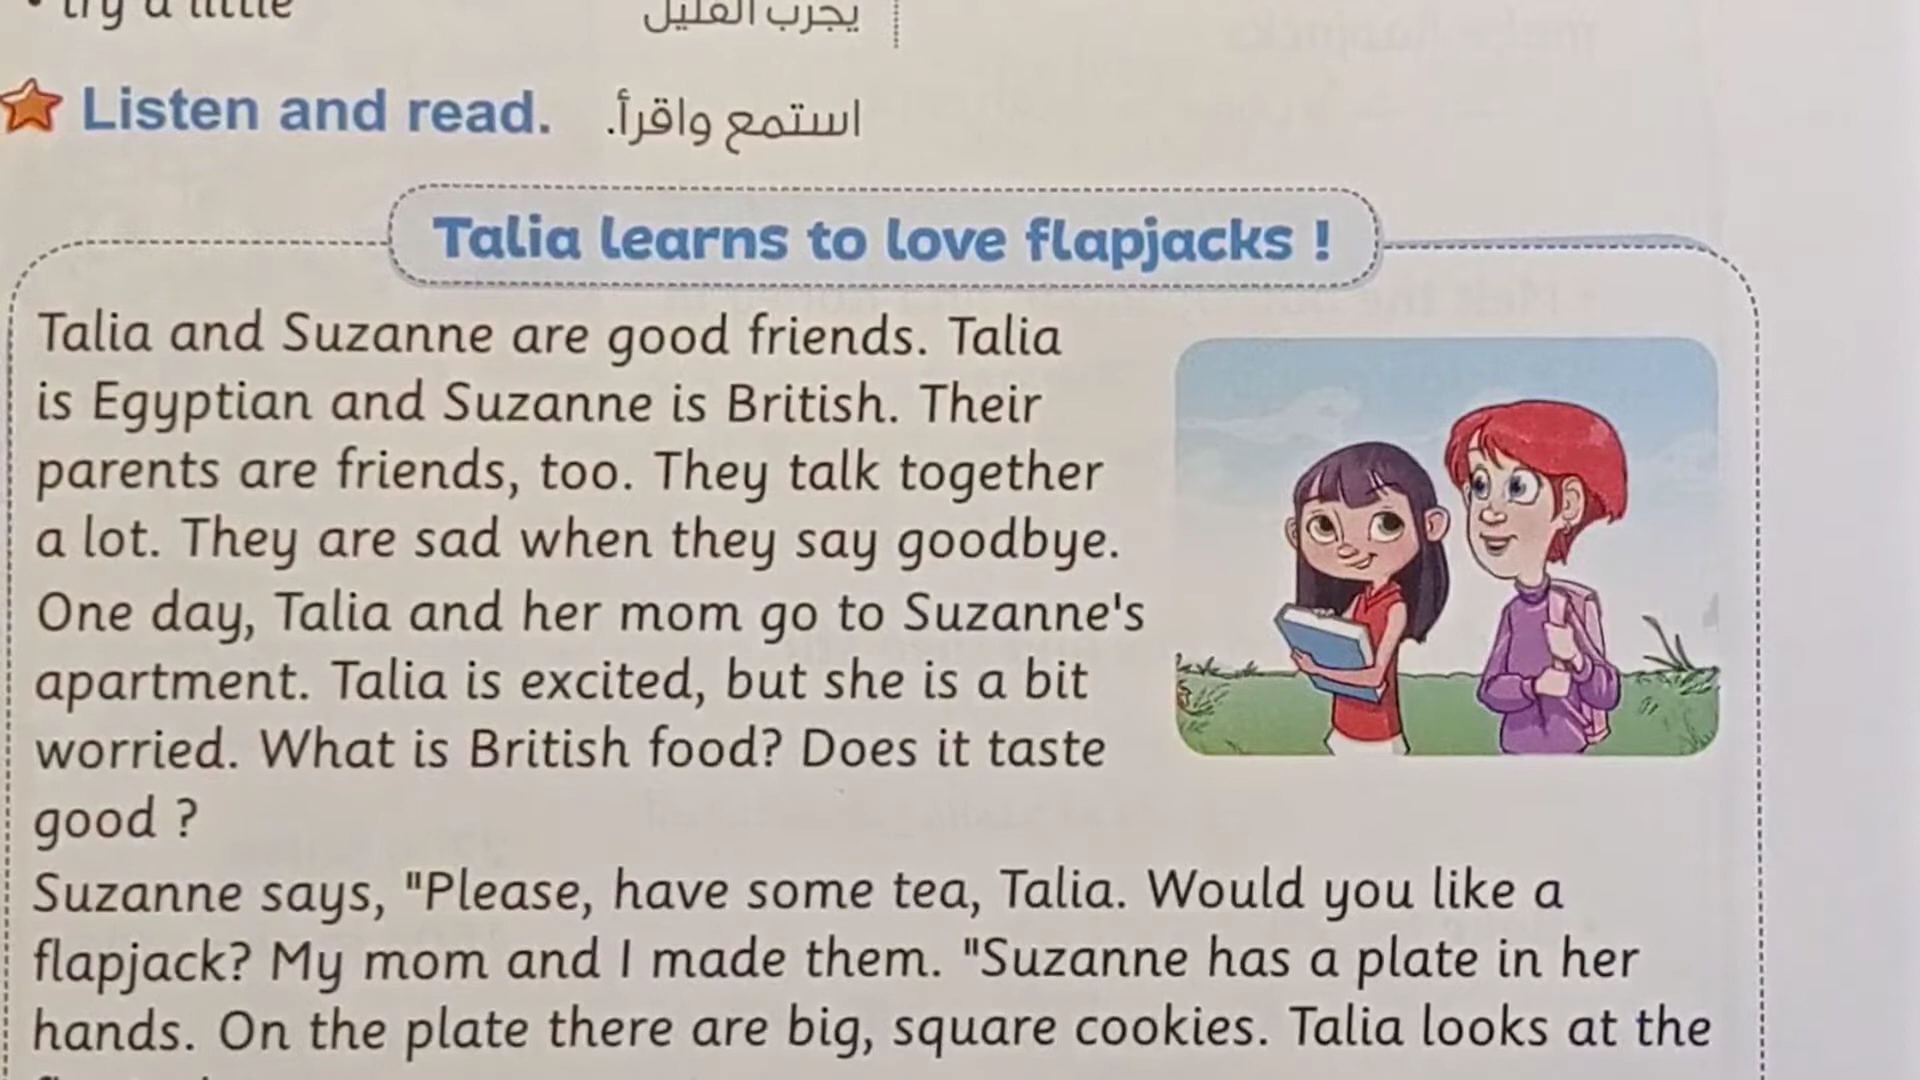 • try a little يجرب القليل
Listen and read. استمع واقرأ.
Talia learns to love flapjacks !
Talia and Suzanne are good friends. Talia
is Egyptian and Suzanne is British. Their
parents are friends, too. They talk together
a lot. They are sad when they say goodbye.
One day, Talia and her mom go to Suzanne's
apartment. Talia is excited, but she is a bit
worried. What is British food? Does it taste
good ?
Suzanne says, "Please, have some tea, Talia. Would you like a
flapjack? My mom and I made them. "Suzanne has a plate in her
hands. On the plate there are big, square cookies. Talia looks at the